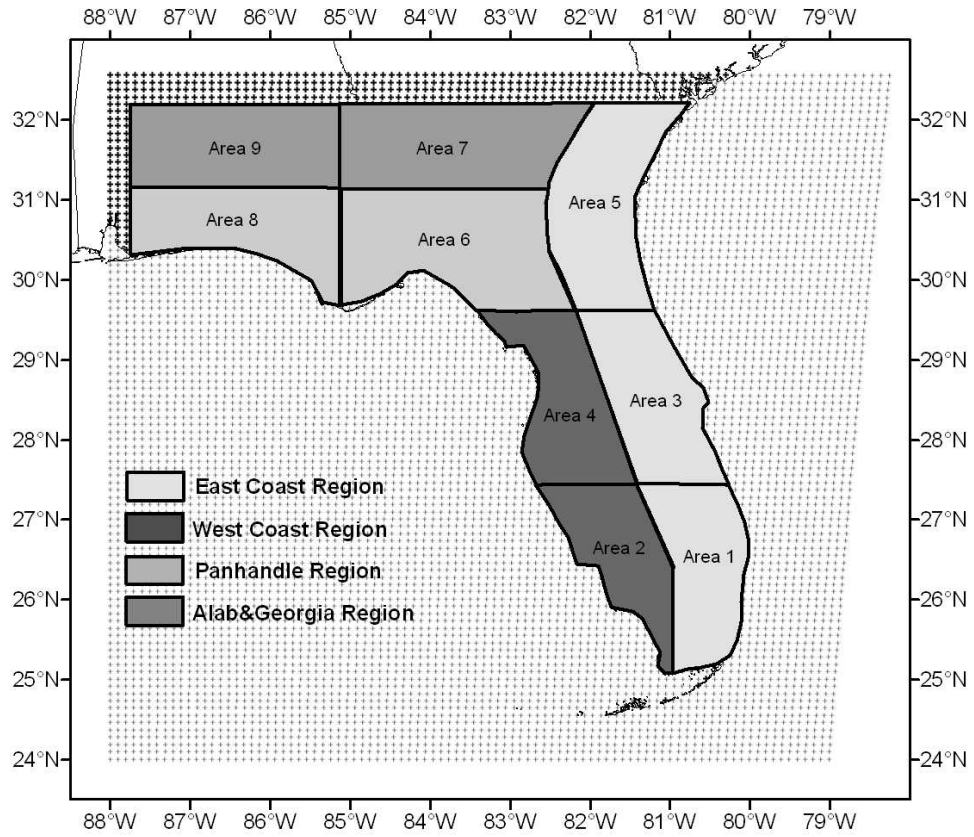 88°W 87°W 86°W 85°W 84°W 83°W 82°W 81°W 80°W 79°W
32°N 32°N
Area 9 Area 7
31°N Area 5 31°N
Area 8
Area 6
30°N 30°N
29°N 29°N
Area 4 Area 3
28°N 28°N
East Coast Region
27°N 27°N
West Coast Region Area 2 Area 1
Panhandle Region
26°N 26°N
Alab&Georgia Region
25°N 25°N
24°N 24°N
88°W 87°W 86°W 85°W 84°W 83°W 82°W 81°W 80°W 79°W